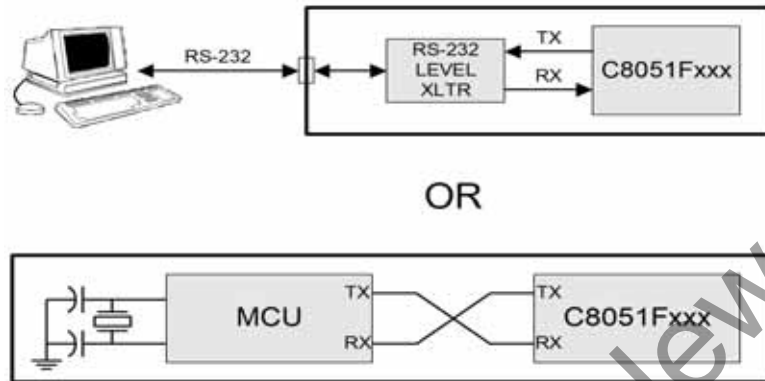 RS-232
RS-232
LEVEL
XLTR
TX
RX
C8051Fxxx
OR
MCU
TX
RX
TX
RX
C8051Fxxx